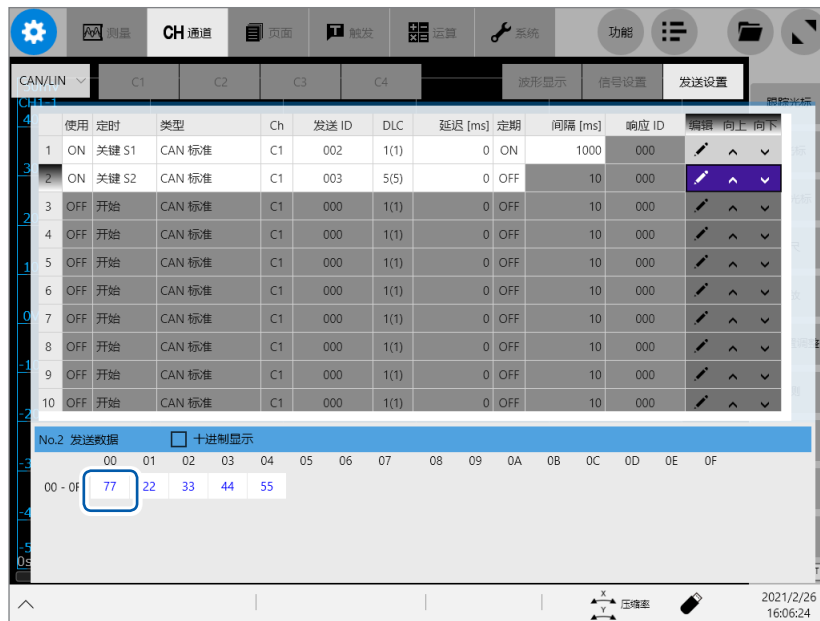 测量 CH 通道 页面 T 触发 运算 系统 功能
CAN/LIN C1 C2 C3 C4 波形显示 信号设置 发送设置
CH1-1 跟踪光标
使用 定时 类型 Ch 发送 ID DLC 延迟 [ms] 定期 间隔 [ms] 响应 ID 编辑 向上 向下
1 ON 关键 S1 CAN 标准 C1 002 1(1) 0 ON 1000 000
2 ON 关键 S2 CAN 标准 C1 003 5(5) 0 OFF 10 000
3 OFF 开始 CAN 标准 C1 000 1(1) 0 OFF 10 000
4 OFF 开始 CAN 标准 C1 000 1(1) 0 OFF 10 000
5 OFF 开始 CAN 标准 C1 000 1(1) 0 OFF 10 000
6 OFF 开始 CAN 标准 C1 000 1(1) 0 OFF 10 000
7 OFF 开始 CAN 标准 C1 000 1(1) 0 OFF 10 000
8 OFF 开始 CAN 标准 C1 000 1(1) 0 OFF 10 000
9 OFF 开始 CAN 标准 C1 000 1(1) 0 OFF 10 000
10 OFF 开始 CAN 标准 C1 000 1(1) 0 OFF 10 000
No.2 发送数据 十进制显示
00 01 02 03 04 05 06 07 08 09 0A 0B 0C 0D 0E 0F
00 - 0F 77 22 33 44 55
0s
X Y 压缩率 2021/2/26
16:06:24